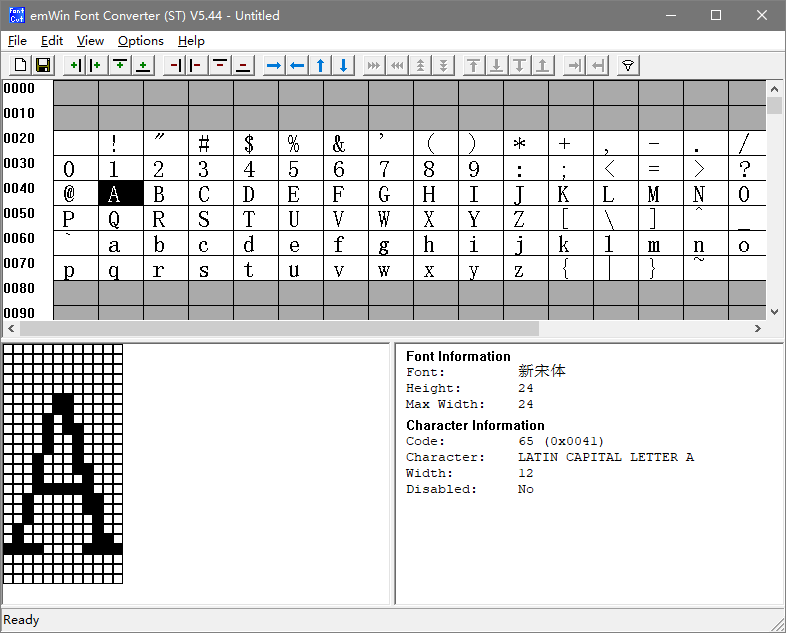 emWin Font Converter (ST) V5.44 - Untitled
File Edit View Options Help
0000
0010
0020 ! " # $ % & ' ( ) * + , - . /
0030 0 1 2 3 4 5 6 7 8 9 : ; < = > ?
0040 @ A B C D E F G H I J K L M N O
0050 P Q R S T U V W X Y Z [ \ ] ^ _
0060 ` a b c d e f g h i j k l m n o
0070 p q r s t u v w x y z { | } ~
0080
0090
Font Information
Font: 新宋体
Height: 24
Max Width: 24
Character Information
Code: 65 (0x0041)
Character: LATIN CAPITAL LETTER A
Width: 12
Disabled: No
Ready